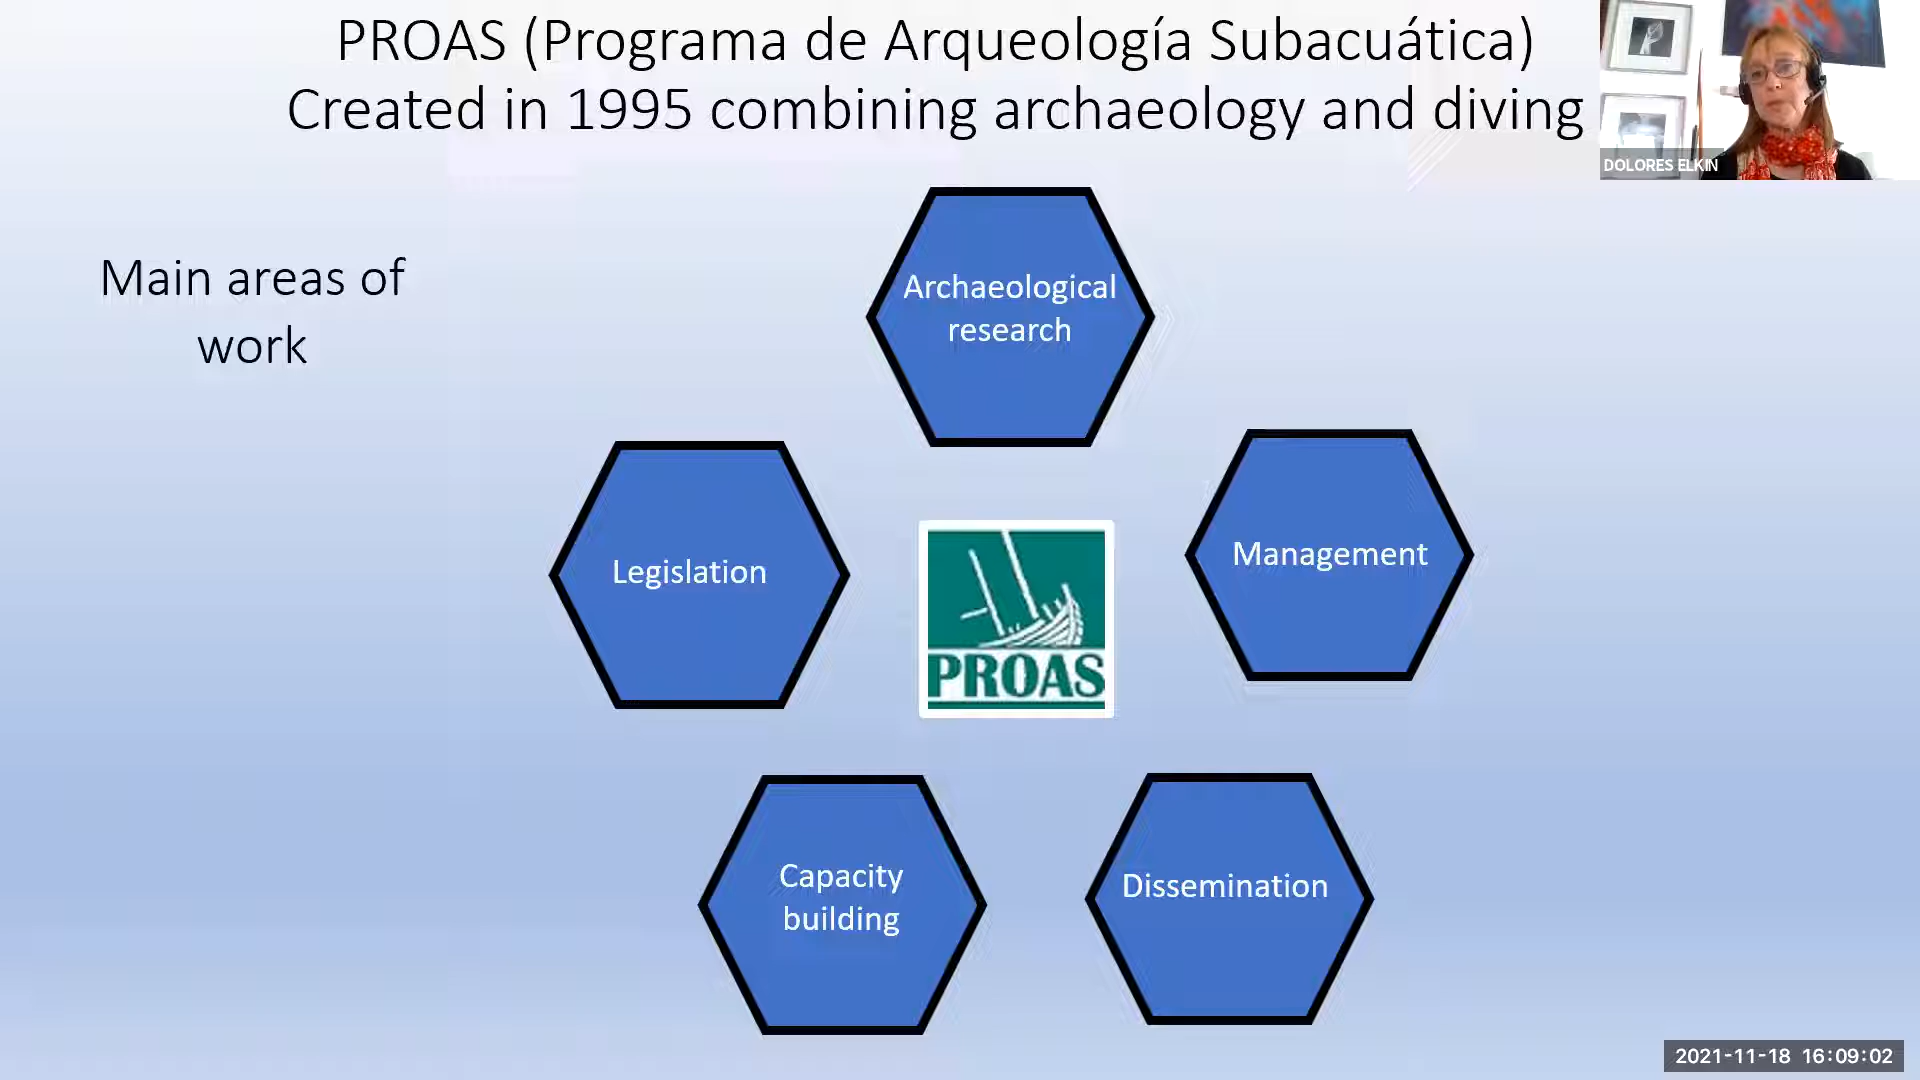 PROAS (Programa de Arqueología Subacuática)
Created in 1995 combining archaeology and diving
DOLORES ELKIN
Main areas of
work
Archaeological
research
Legislation
Management
PROAS
Capacity
building
Dissemination
2021-11-18 16:09:02